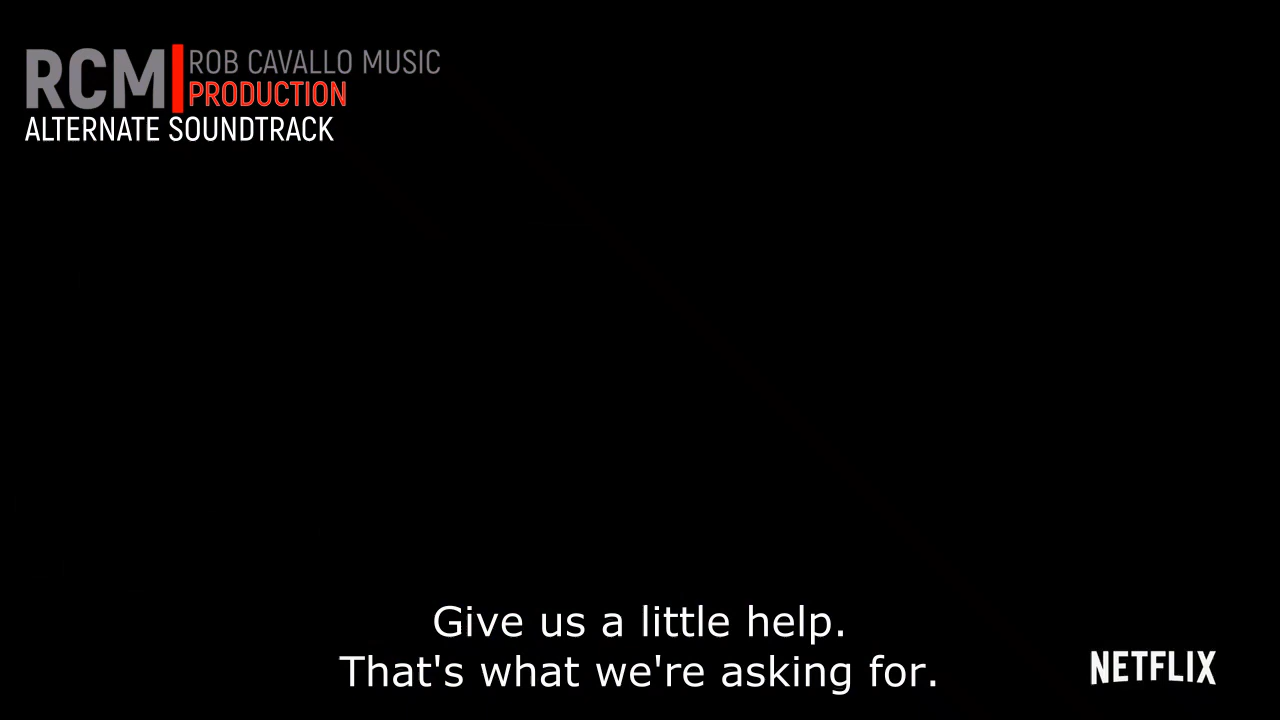 RCM
ROB CAVALLO MUSIC
PRODUCTION
ALTERNATE SOUNDTRACK
Give us a little help.
That's what we're asking for.
NETFLIX